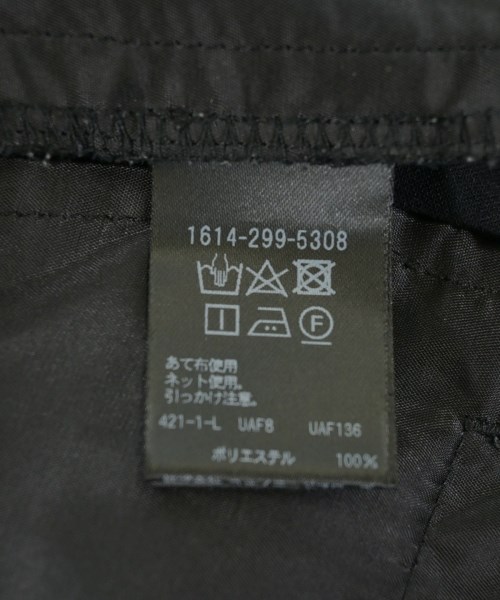 1614-299-5308
F
あて布使用
ネット使用。
引っかけ注意。
421-1-L UAF8 UAF136
ポリエステル 100%